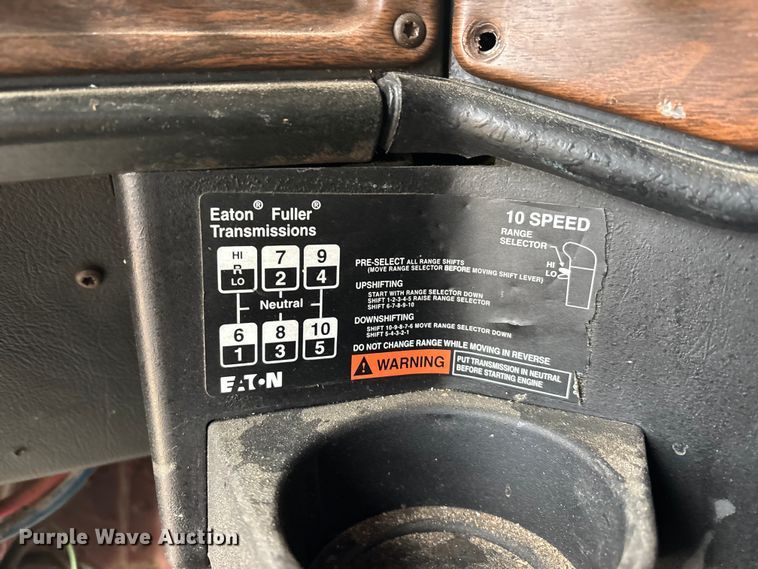 Eaton® Fuller®
Transmissions
10 SPEED
RANGE
SELECTOR
HI
LO
HI 7 9
R 2 4
LO
Neutral
6 8 10
1 3 5
EATON
PRE-SELECT ALL RANGE SHIFTS
(MOVE RANGE SELECTOR BEFORE MOVING SHIFT LEVER)
UPSHIFTING
START WITH RANGE SELECTOR DOWN
SHIFT 1-2-3-4-5 RAISE RANGE SELECTOR
SHIFT 6-7-8-9-10
DOWNSHIFTING
SHIFT 10-9-8-7-6 MOVE RANGE SELECTOR DOWN
SHIFT 5-4-3-2-1
DO NOT CHANGE RANGE WHILE MOVING IN REVERSE
WARNING
PUT TRANSMISSION IN NEUTRAL
BEFORE STARTING ENGINE
Purple Wave Auction®